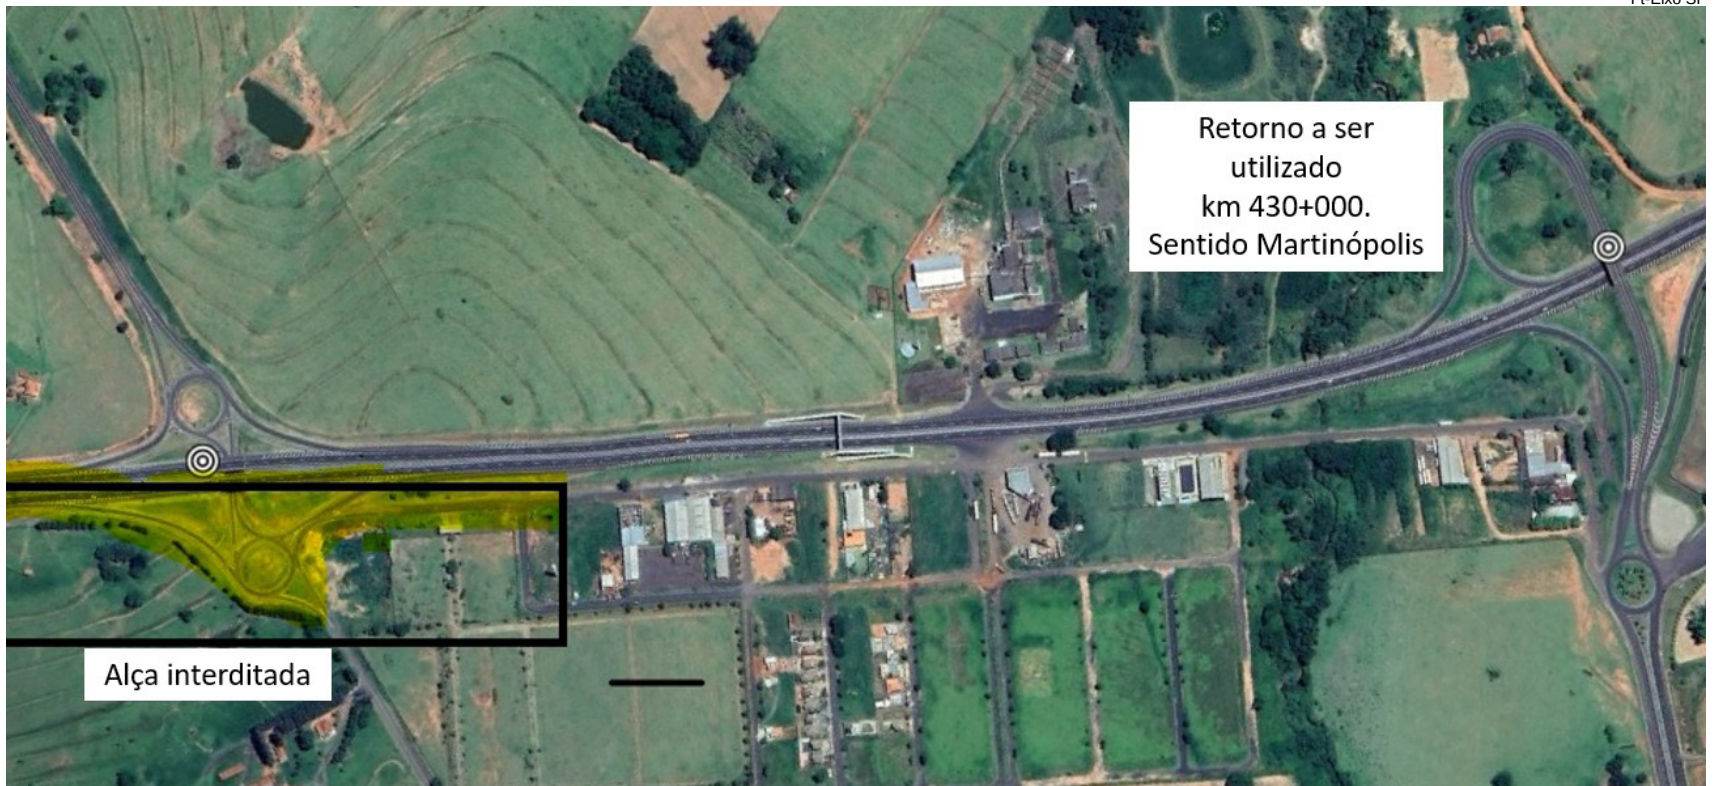 Retorno a ser
utilizado
km 430+000.
Sentido Martinópolis
Alça interditada